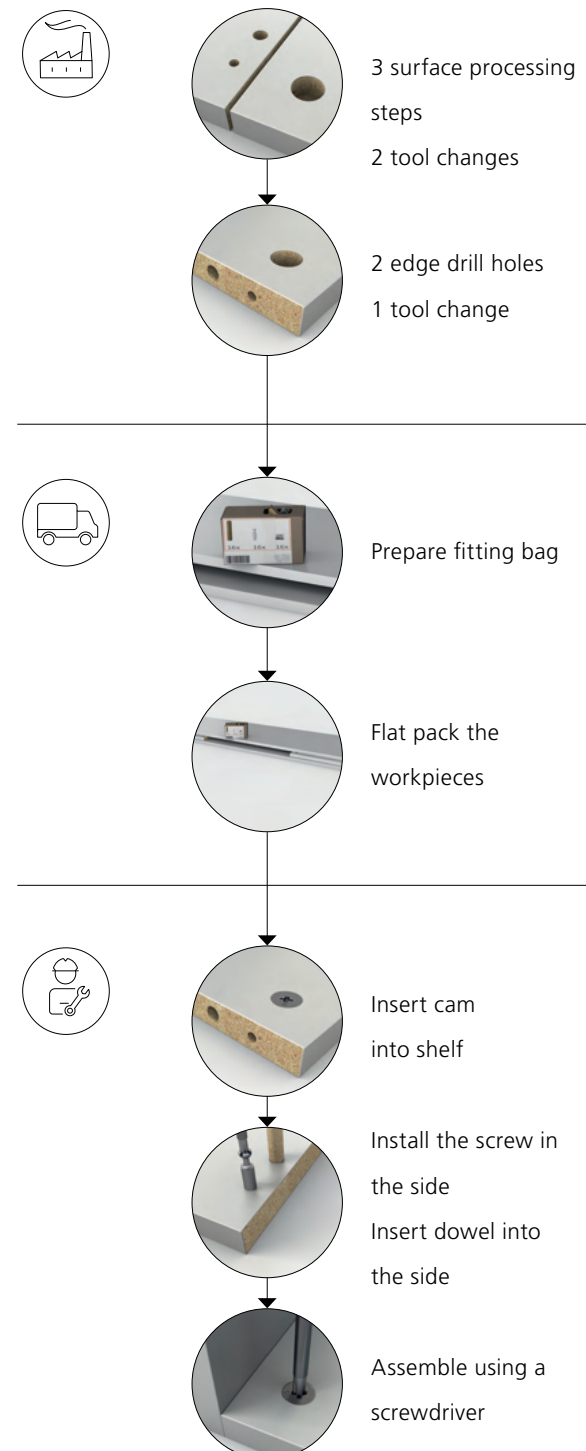 3 surface processing
steps
2 tool changes
2 edge drill holes
1 tool change
Prepare fitting bag
Flat pack the
workpieces
Insert cam
into shelf
Install the screw in
the side
Insert dowel into
the side
Assemble using a
screwdriver